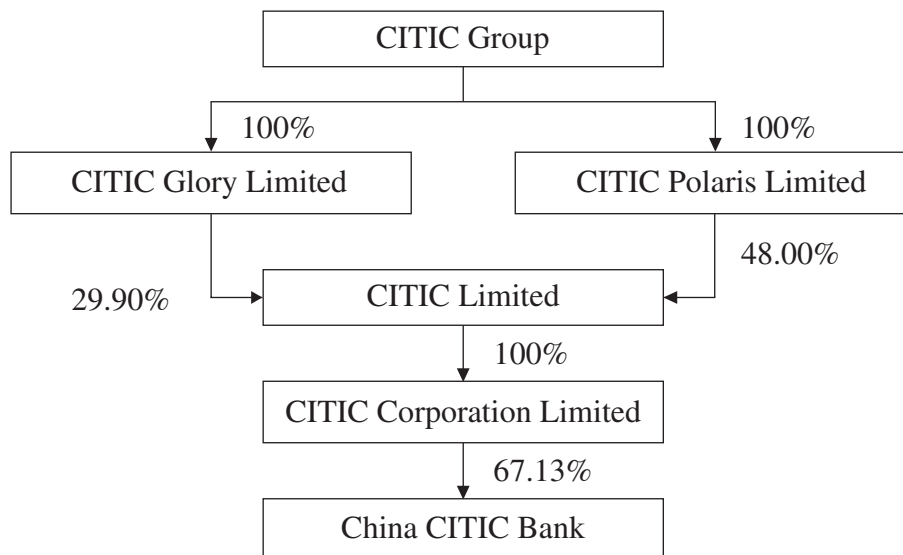 CITIC Group
100%
100%
CITIC Glory Limited
CITIC Polaris Limited
48.00%
29.90%
CITIC Limited
100%
CITIC Corporation Limited
67.13%
China CITIC Bank